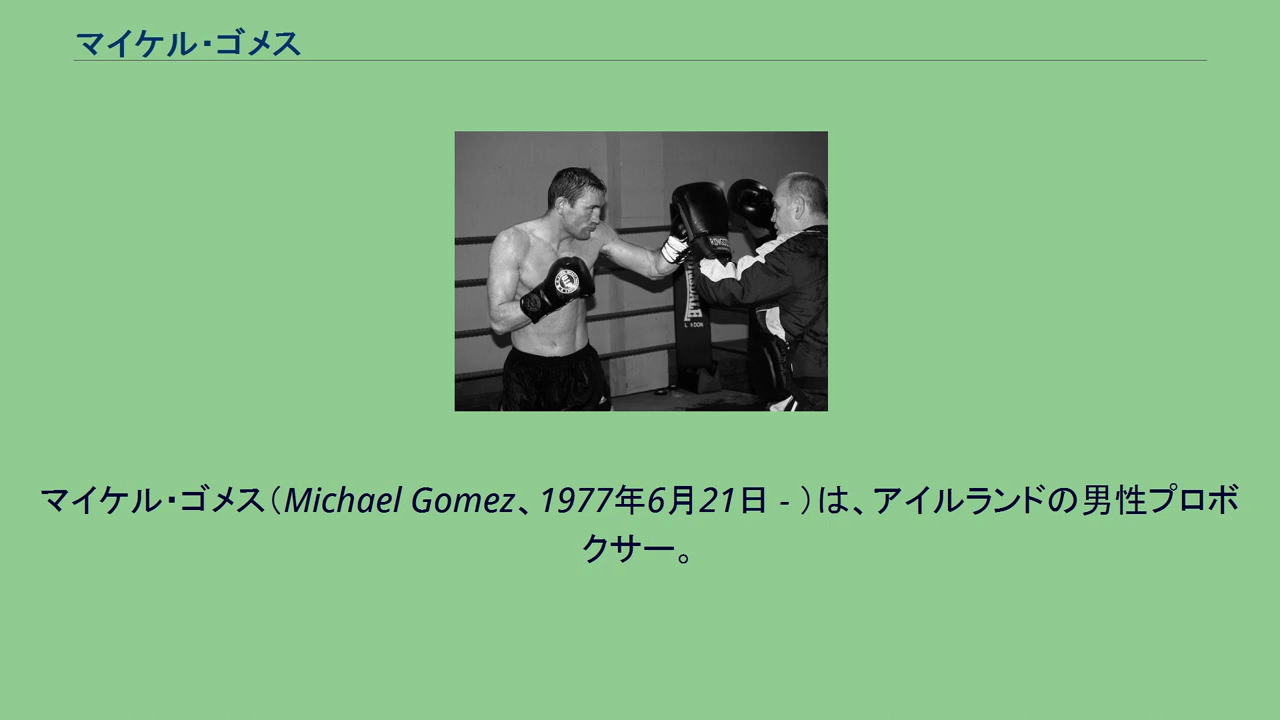 マイケル・ゴメス
LONSDALE
L NDON
マイケル・ゴメス（Michael Gomez、1977年6月21日 - ）は、アイルランドの男性プロボ
クサー。